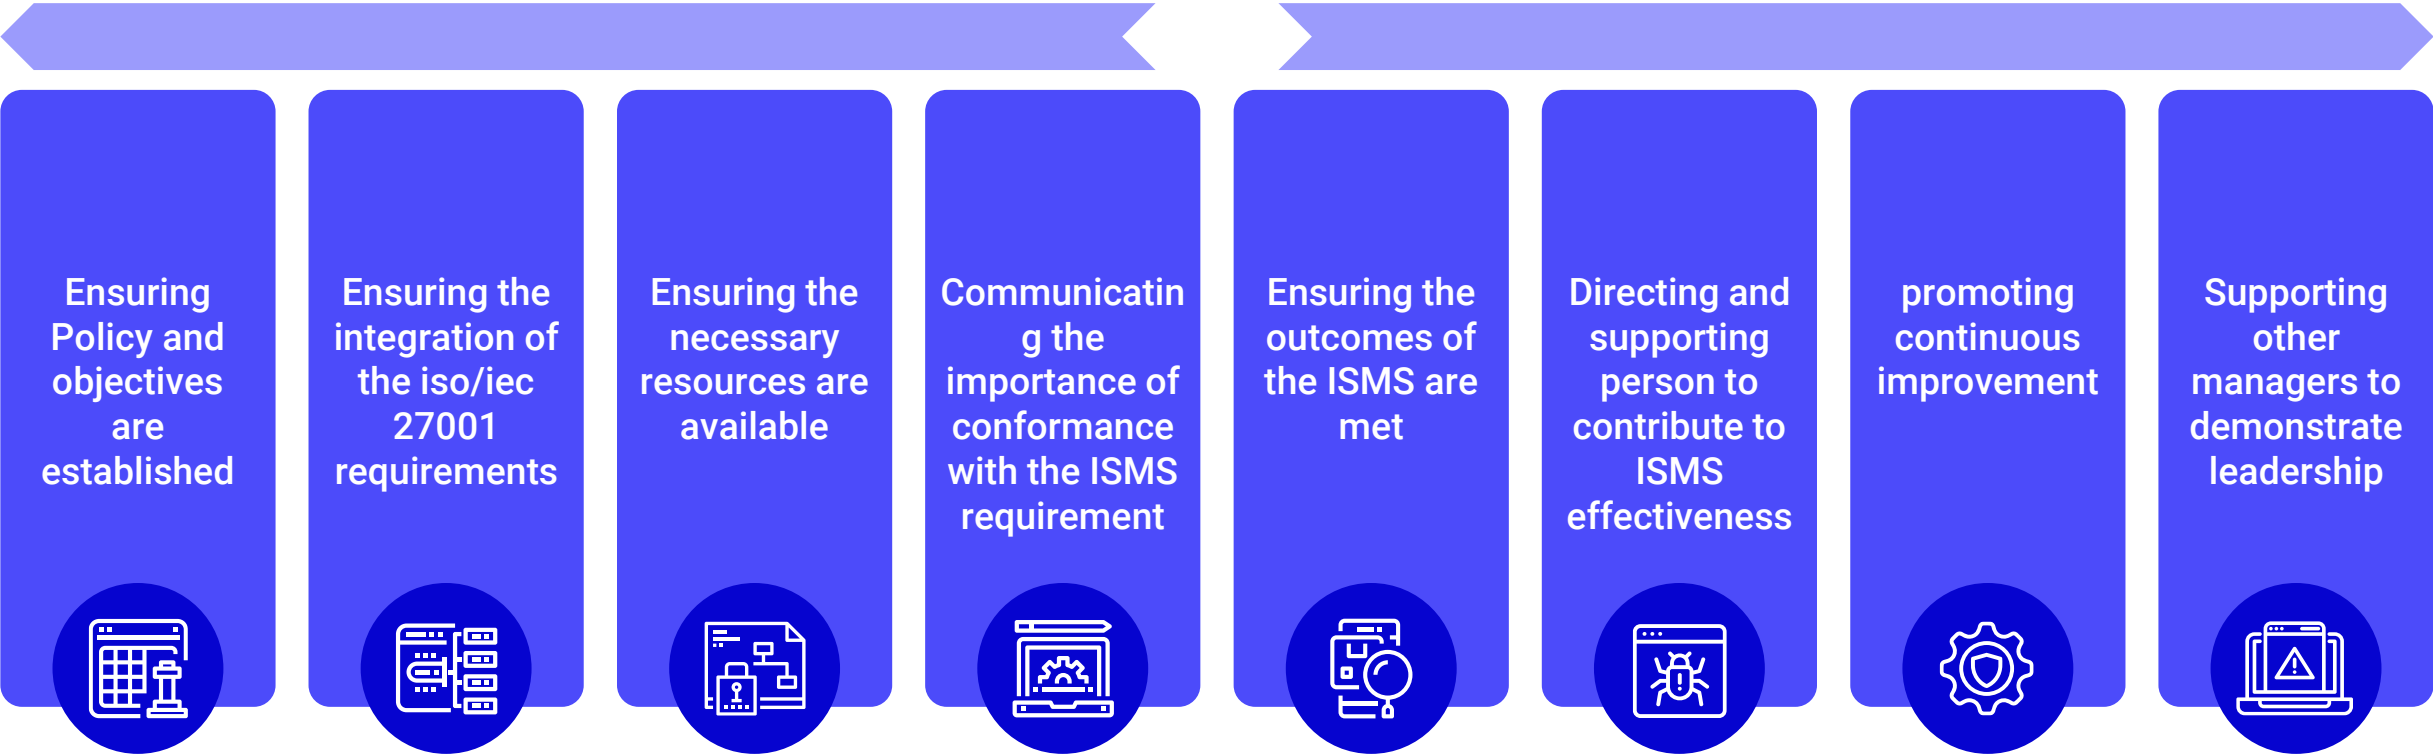 Ensuring
Policy and
objectives
are
established
Ensuring the
integration of
the iso/iec
27001
requirements
Ensuring the
necessary
resources are
available
Communicatin
g the
importance of
conformance
with the ISMS
requirement
Ensuring the
outcomes of
the ISMS are
met
Directing and
supporting
person to
contribute to
ISMS
effectiveness
promoting
continuous
improvement
Supporting
other
managers to
demonstrate
leadership